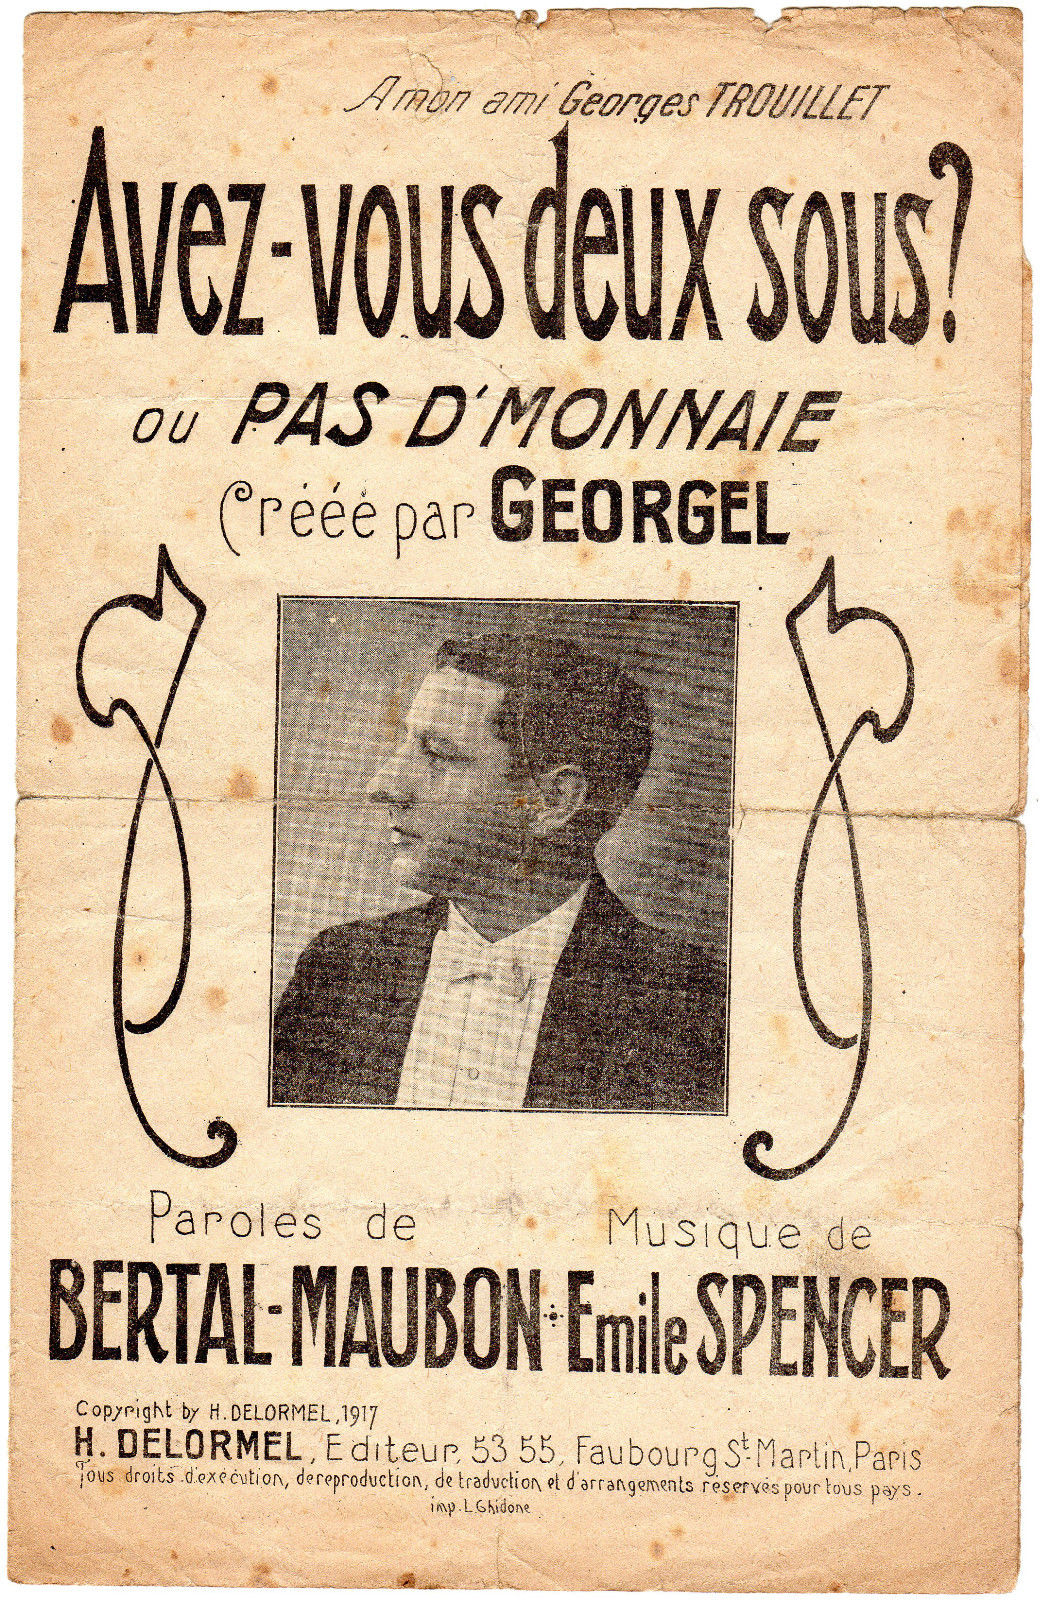 A mon ami Georges TROUILLET
Avez-vous deux sous?
ou PAS D'MONNAIE
Créée par GEORGEL
Paroles de
Musique de
BERTAL-MAUBON Emile SPENCER
Copyright by H. DELORMEL, 1917
H. DELORMEL, Editeur, 53 55, Faubourg St-Martin, Paris
Tous droits d'exécution, de reproduction, de traduction et d'arrangements réservés pour tous pays.
imp. L. Ghidone